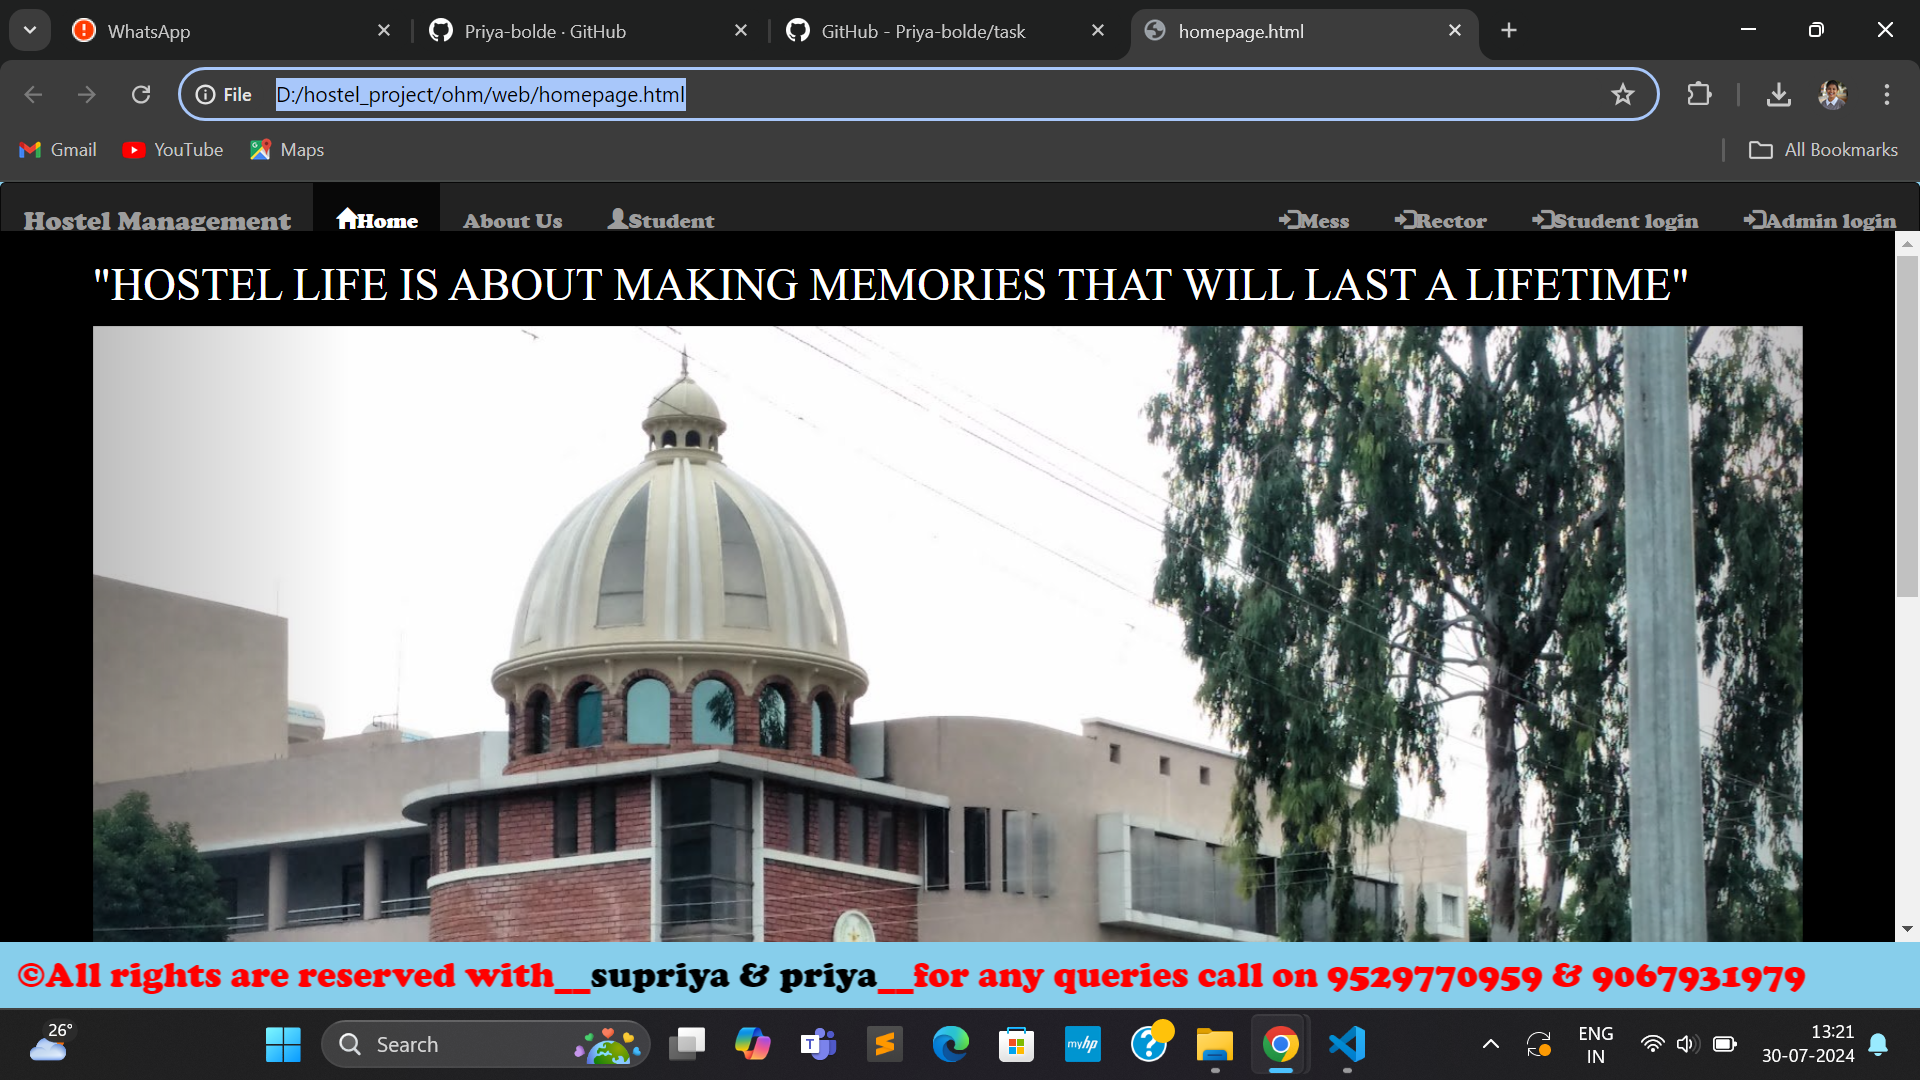 WhatsApp
Priya-bolde · GitHub
GitHub - Priya-bolde/task
homepage.html
File D:/hostel_project/ohm/web/homepage.html
Gmail YouTube Maps All Bookmarks
Hostel Management Home About Us Student Mess Rector Student login Admin login
"HOSTEL LIFE IS ABOUT MAKING MEMORIES THAT WILL LAST A LIFETIME"
©All rights are reserved with__supriya & priya__for any queries call on 9529770959 & 9067931979
26°
Search
T
myhp
ENG
IN
13:21
30-07-2024